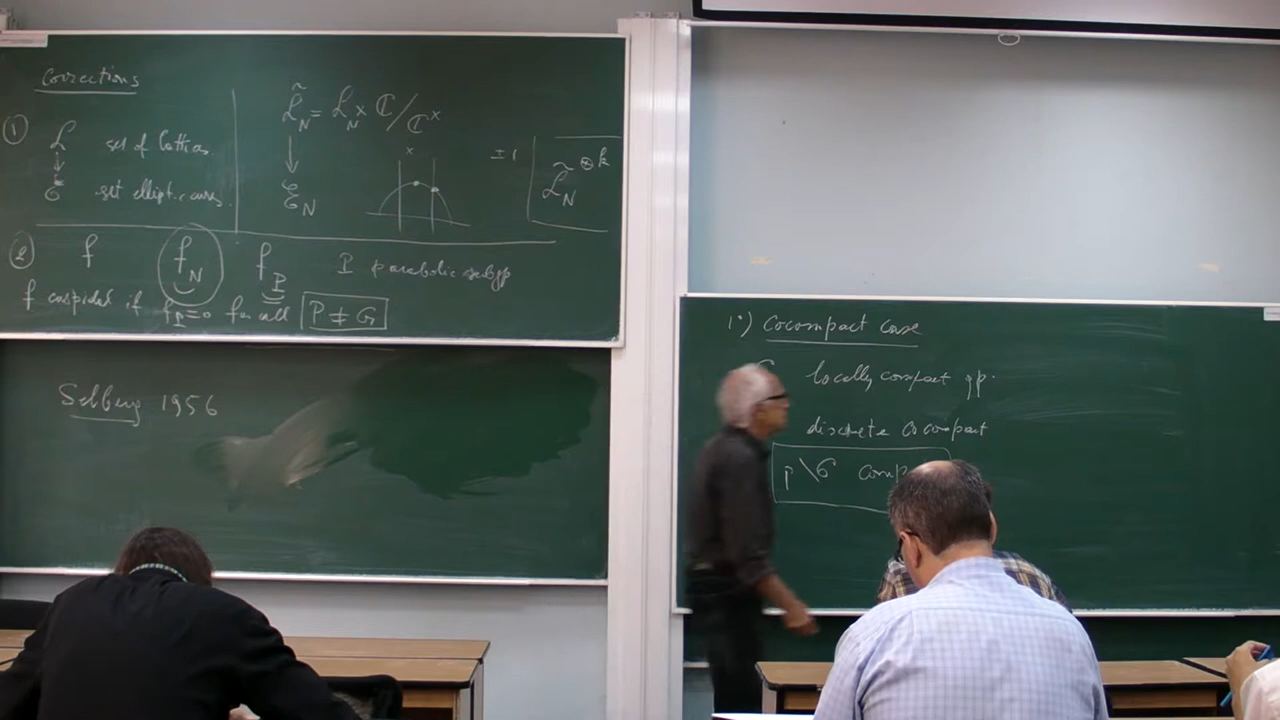 Corrections
① ℒ set of lattices
↓
ℰ set elliptic curves
ℒ̃_N = ℒ_N × ℂ/ℂ^×
↓
ℰ_N
x
±1 ℒ̃_N^{⊗k}
② f f_N f_P P parabolic subgp
f cuspidal if f_P = 0 for all P ≠ G
Selberg 1956
1°) Cocompact case
G locally compact gp.
discrete cocompact
Γ\G